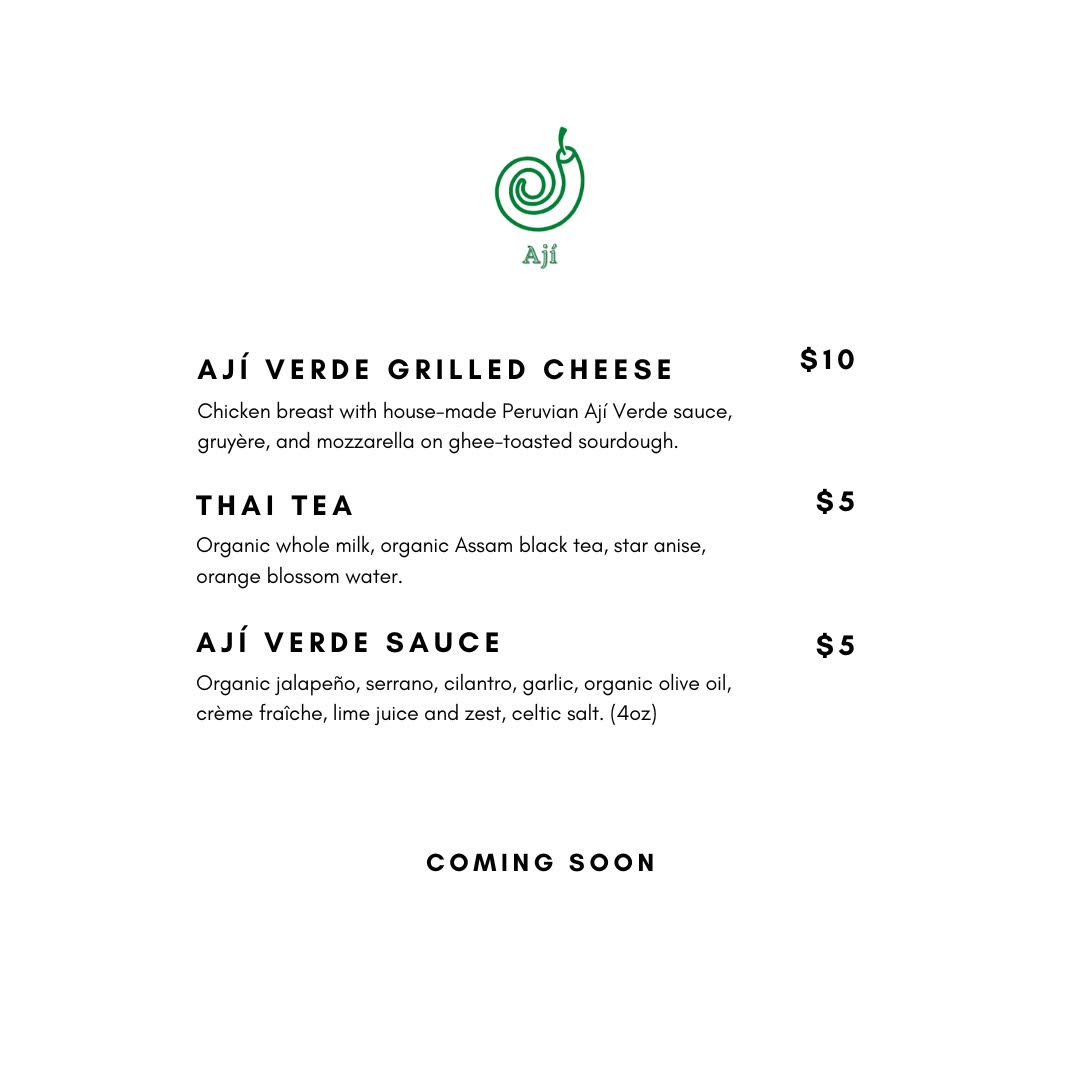 Ají
AJÍ VERDE GRILLED CHEESE $10
Chicken breast with house-made Peruvian Ají Verde sauce,
gruyère, and mozzarella on ghee-toasted sourdough.
THAI TEA $5
Organic whole milk, organic Assam black tea, star anise,
orange blossom water.
AJÍ VERDE SAUCE $5
Organic jalapeño, serrano, cilantro, garlic, organic olive oil,
crème fraîche, lime juice and zest, celtic salt. (4oz)
COMING SOON